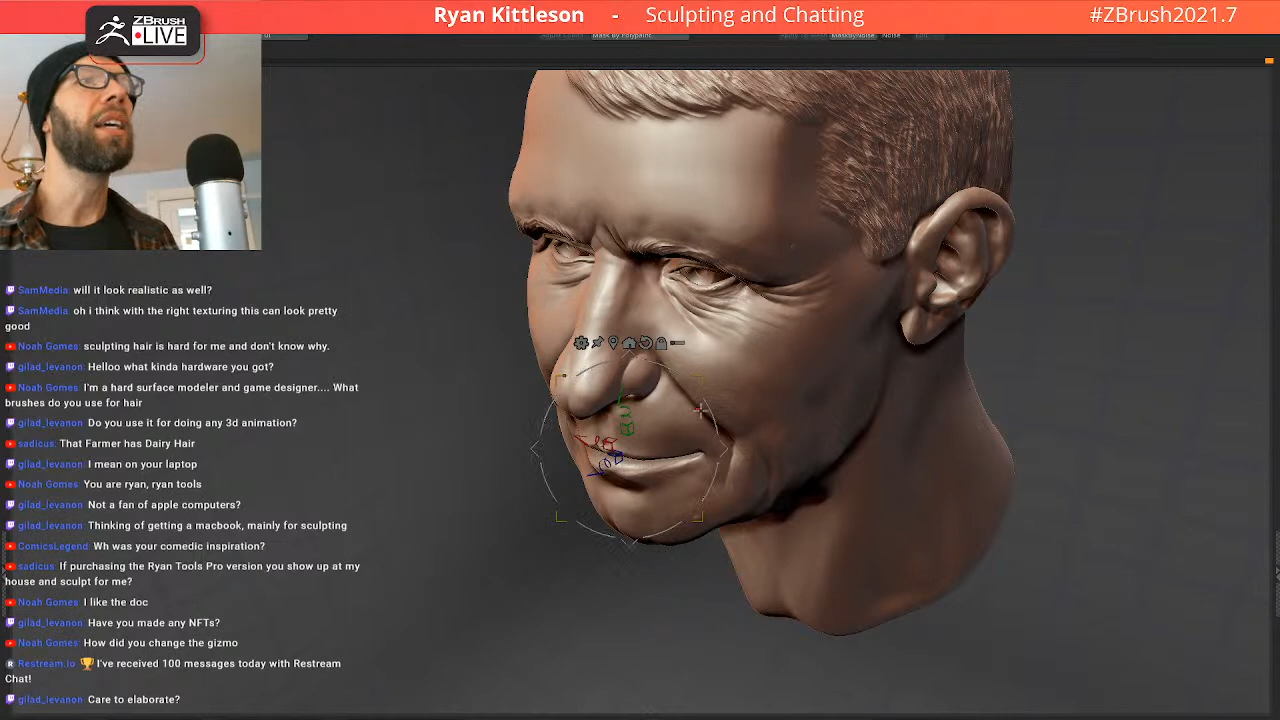 Ryan Kittleson - Sculpting and Chatting #ZBrush2021.7
ZBRUSH
LIVE
Mask By Polypaint MaskByNoise Noise
SamMedia: will it look realistic as well?
SamMedia: oh i think with the right texturing this can look pretty
good
Noah Gomes: sculpting hair is hard for me and don't know why.
gilad_levanon: Helloo what kinda hardware you got?
Noah Gomes: I'm a hard surface modeler and game designer.... What
brushes do you use for hair
gilad_levanon: Do you use it for doing any 3d animation?
sadicus: That Farmer has Dairy Hair
gilad_levanon: I mean on your laptop
Noah Gomes: You are ryan, ryan tools
gilad_levanon: Not a fan of apple computers?
gilad_levanon: Thinking of getting a macbook, mainly for sculpting
ComicsLegend: Wh was your comedic inspiration?
sadicus: If purchasing the Ryan Tools Pro version you show up at my
house and sculpt for me?
Noah Gomes: I like the doc
gilad_levanon: Have you made any NFTs?
Noah Gomes: How did you change the gizmo
Restream.io 🏆 I've received 100 messages today with Restream
Chat!
gilad_levanon: Care to elaborate?